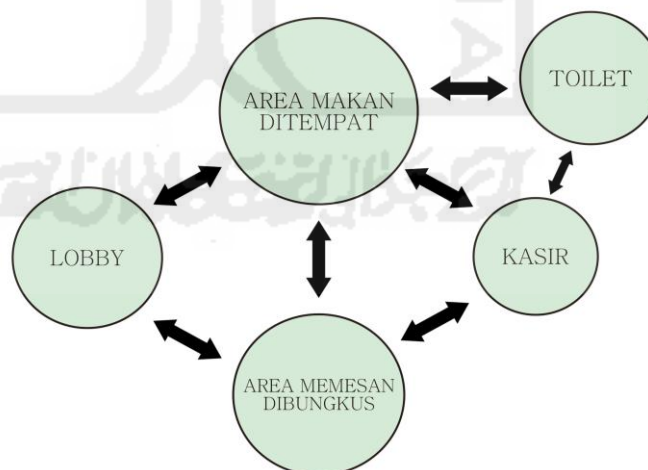 AREA MAKAN
DITEMPAT
TOILET
LOBBY
KASIR
AREA MEMESAN
DIBUNGKUS